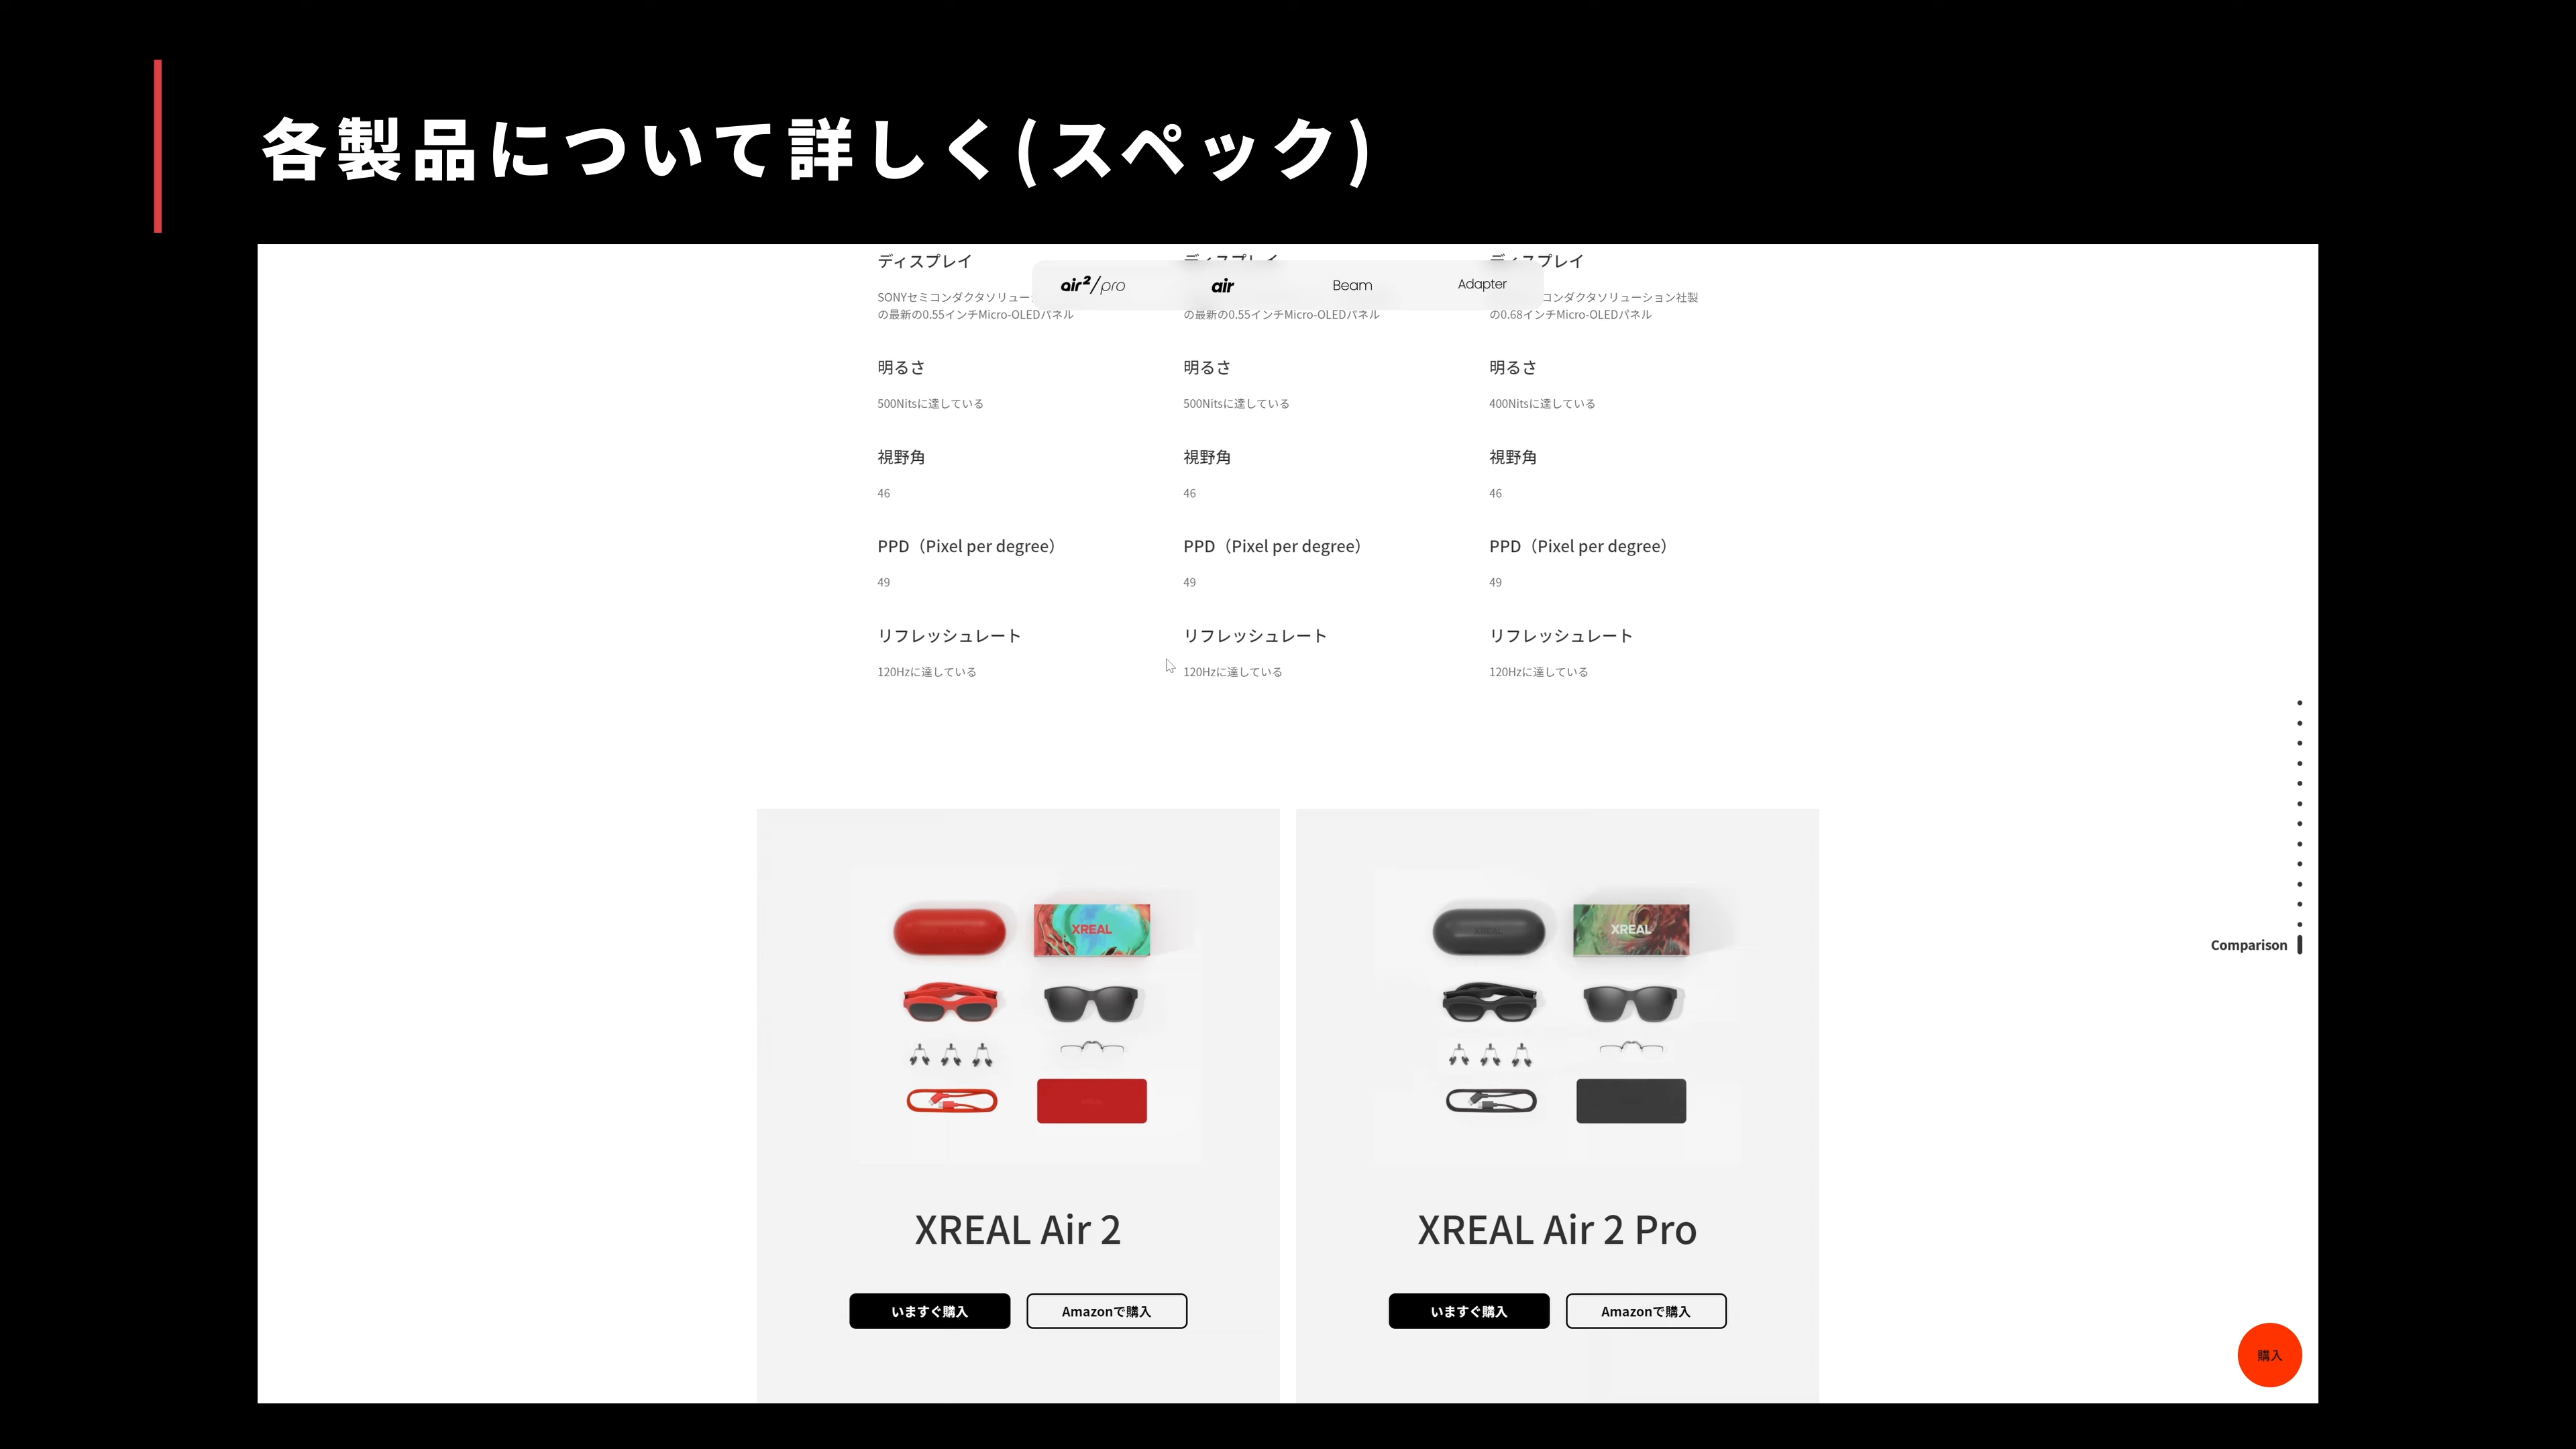 各製品について詳しく(スペック)
ディスプレイ
SONYセミコンダクタソリュー
の最新の0.55インチMicro-OLEDパネル
明るさ
500Nitsに達している
視野角
46
PPD（Pixel per degree）
49
リフレッシュレート
120Hzに達している
ディスプレイ
の最新の0.55インチMicro-OLEDパネル
明るさ
500Nitsに達している
視野角
46
PPD（Pixel per degree）
49
リフレッシュレート
120Hzに達している
ディスプレイ
コンダクタソリューション社製
の0.68インチMicro-OLEDパネル
明るさ
400Nitsに達している
視野角
46
PPD（Pixel per degree）
49
リフレッシュレート
120Hzに達している
air²/pro
air
Beam
Adapter
Comparison
XREAL
XREAL
XREAL Air 2
いますぐ購入
Amazonで購入
XREAL
XREAL
XREAL Air 2 Pro
いますぐ購入
Amazonで購入
購入